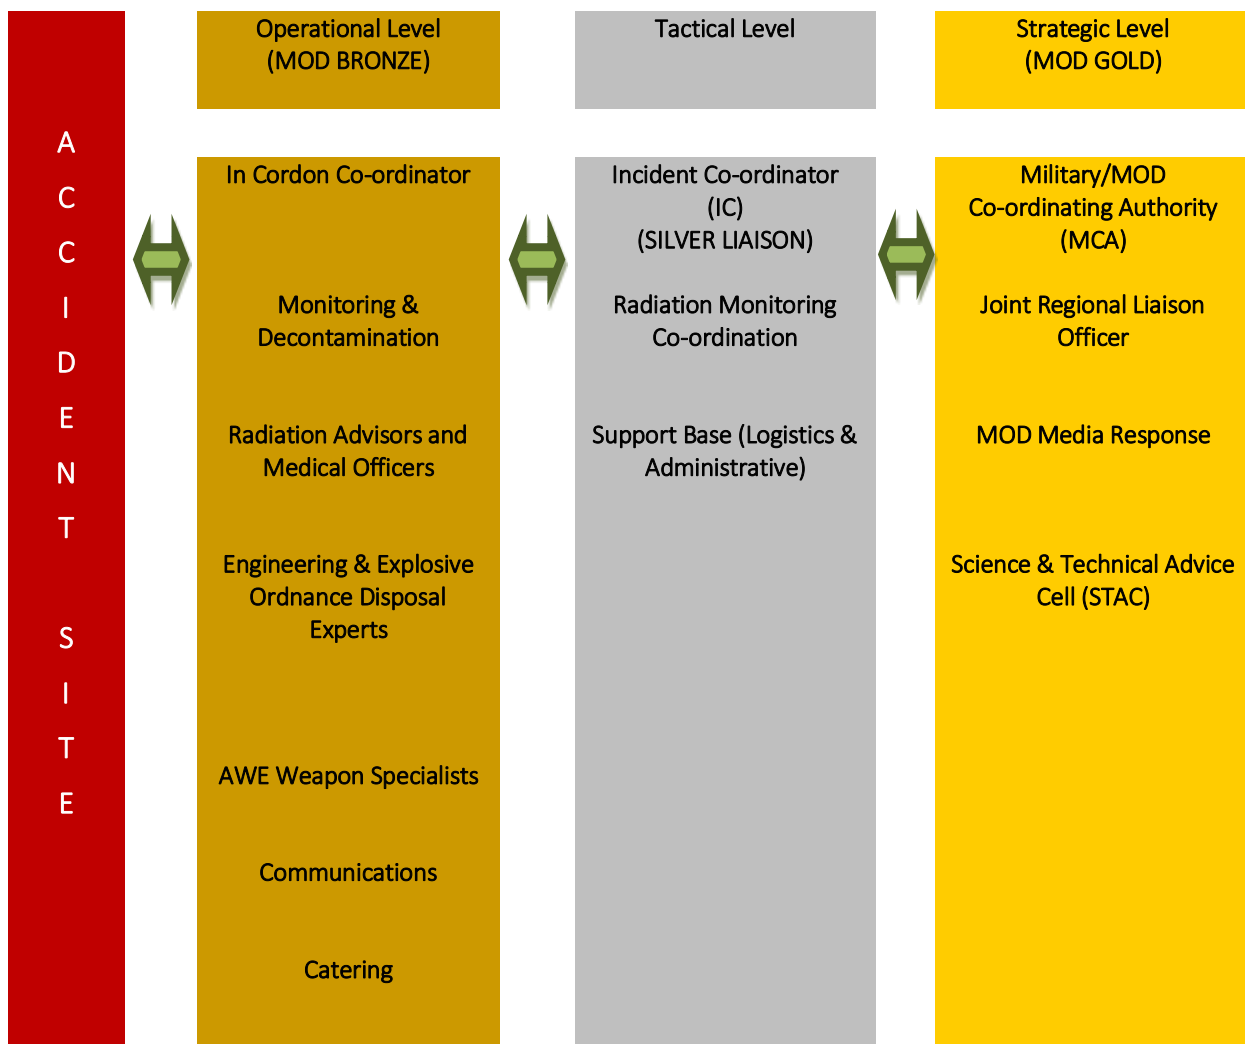 A
C
C
I
D
E
N
T
S
I
T
E
Operational Level
(MOD BRONZE)
In Cordon Co-ordinator
Monitoring &
Decontamination
Radiation Advisors and
Medical Officers
Engineering & Explosive
Ordnance Disposal
Experts
AWE Weapon Specialists
Communications
Catering
Tactical Level
Incident Co-ordinator
(IC)
(SILVER LIAISON)
Radiation Monitoring
Co-ordination
Support Base (Logistics &
Administrative)
Strategic Level
(MOD GOLD)
Military/MOD
Co-ordinating Authority
(MCA)
Joint Regional Liaison
Officer
MOD Media Response
Science & Technical Advice
Cell (STAC)